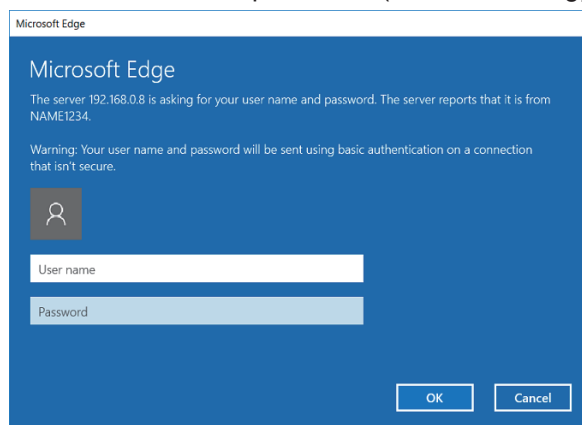 Microsoft Edge
Microsoft Edge
The server 192.168.0.8 is asking for your user name and password. The server reports that it is from
NAME1234.
Warning: Your user name and password will be sent using basic authentication on a connection
that isn't secure.
User name
Password
OK Cancel